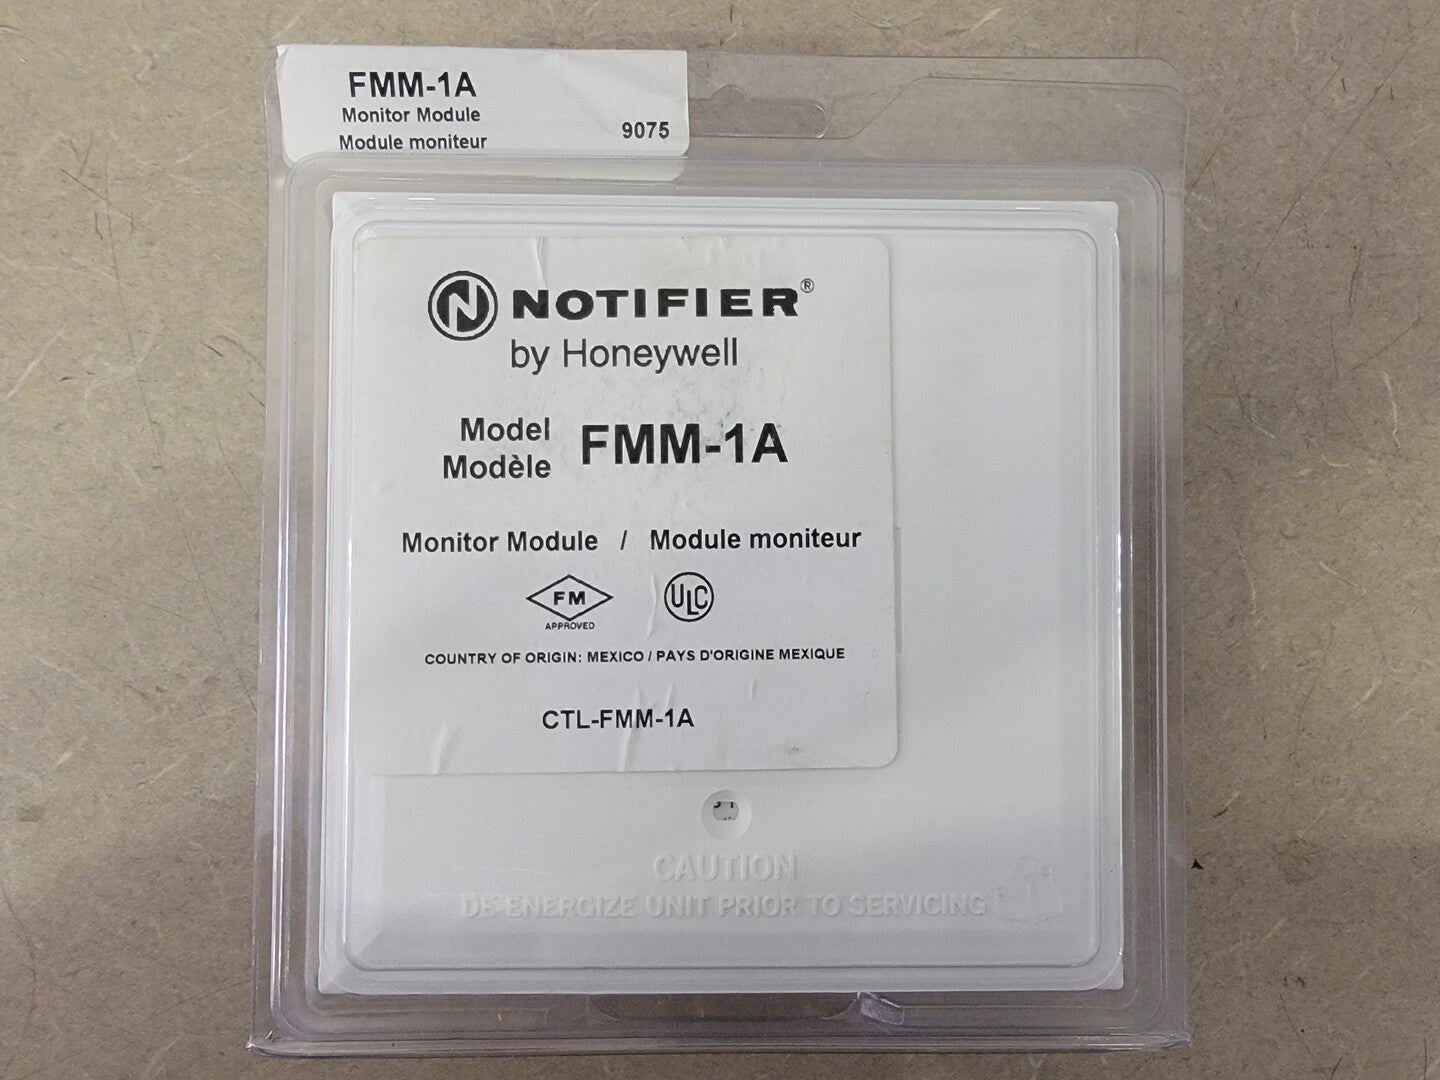 FMM-1A
Monitor Module
Module moniteur
9075
NOTIFIER®
by Honeywell
Model
Modèle
FMM-1A
Monitor Module / Module moniteur
FM
APPROVED
ULC
COUNTRY OF ORIGIN: MEXICO / PAYS D'ORIGINE MEXIQUE
CTL-FMM-1A
CAUTION
DE-ENERGIZE UNIT PRIOR TO SERVICING